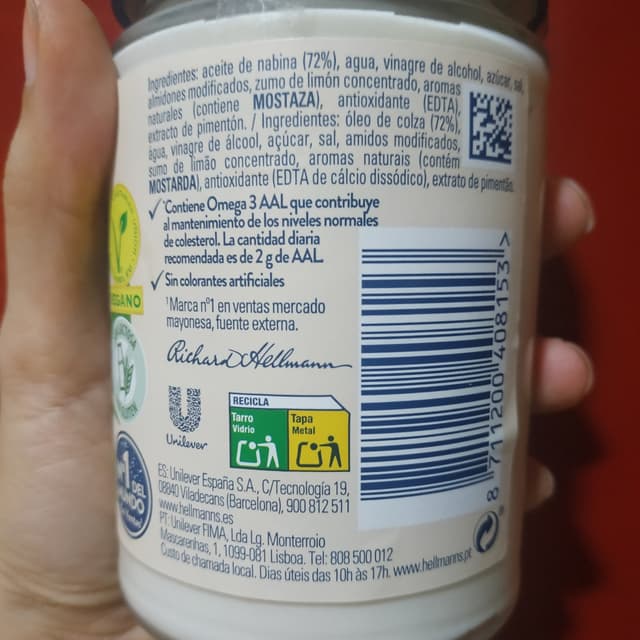 Ingredientes: aceite de nabina (72%), agua, vinagre de alcohol, azúcar, sal,
almidones modificados, zumo de limón concentrado, aromas
naturales (contiene MOSTAZA), antioxidante (EDTA),
extracto de pimentón. / Ingredientes: óleo de colza (72%),
água, vinagre de álcool, açúcar, sal, amidos modificados,
sumo de limão concentrado, aromas naturais (contém
MOSTARDA), antioxidante (EDTA de cálcio dissódico), extrato de pimentão.
*Contiene Omega 3 AAL que contribuye
al mantenimiento de los niveles normales
de colesterol. La cantidad diaria
recomendada es de 2 g de AAL
Sin colorantes artificiales
¹Marca nº1 en ventas mercado
mayonesa, fuente externa.
Richard Hellmann
Unilever
RECICLA
Tarro
Vidrio
Tapa
Metal
ES: Unilever España S.A., C/Tecnología 19,
08840 Viladecans (Barcelona), 900 812 511
www.hellmanns.es
PT: Unilever FIMA, Lda Lg. Monterroio
Mascarenhas, 1, 1099-081 Lisboa. Tel: 808 500 012
Custo de chamada local. Dias úteis das 10h às 17h. www.hellmanns.pt
8 711200 408153 >
EGANO
1
DEL